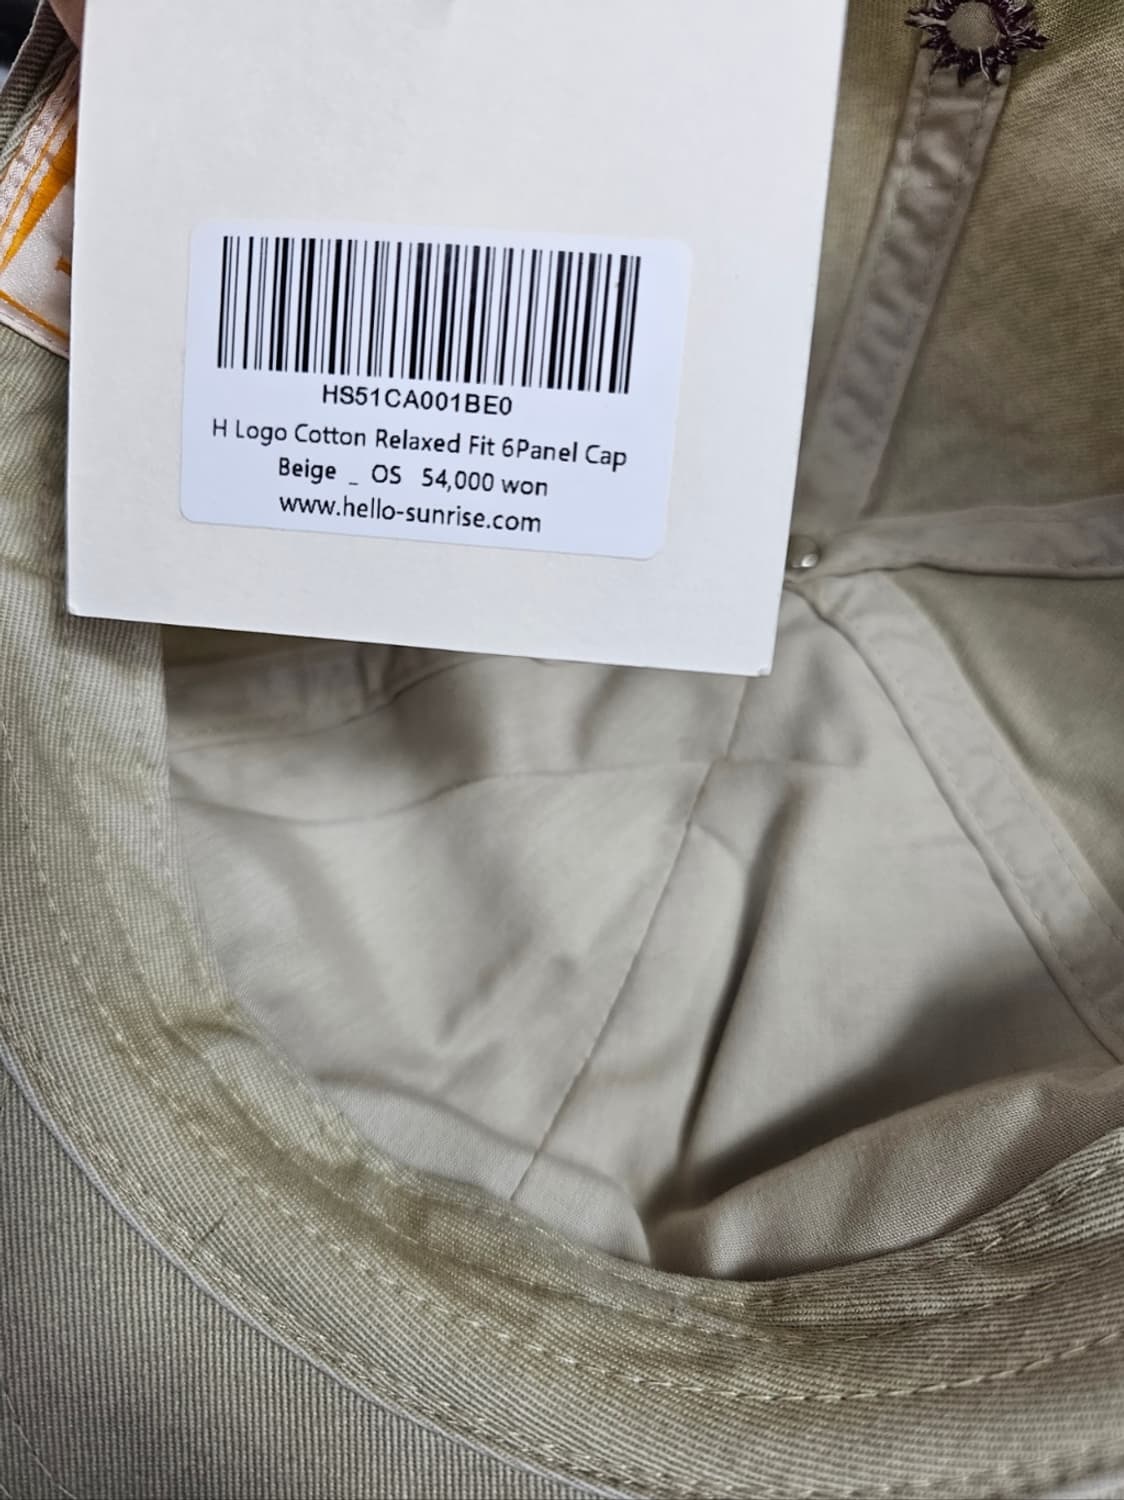 HS51CA001BE0
H Logo Cotton Relaxed Fit 6Panel Cap
Beige _ OS 54,000 won
www.hello-sunrise.com